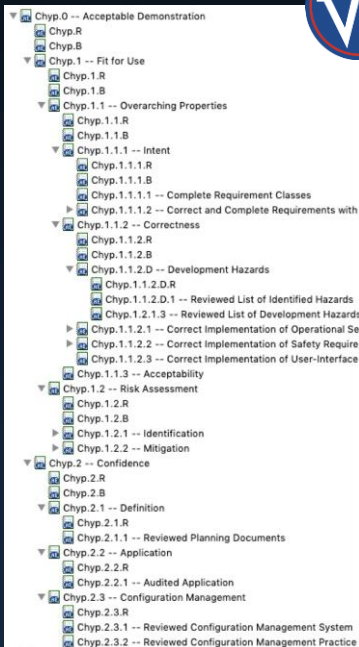 Chyp.0 -- Acceptable Demonstration
Chyp.R
Chyp.B
Chyp.1 -- Fit for Use
Chyp.1.R
Chyp.1.B
Chyp.1.1 -- Overarching Properties
Chyp.1.1.R
Chyp.1.1.B
Chyp.1.1.1 -- Intent
Chyp.1.1.1.R
Chyp.1.1.1.B
Chyp.1.1.1.1 -- Complete Requirement Classes
Chyp.1.1.1.2 -- Correct and Complete Requirements with
Chyp.1.1.2 -- Correctness
Chyp.1.1.2.R
Chyp.1.1.2.B
Chyp.1.1.2.D -- Development Hazards
Chyp.1.1.2.D.R
Chyp.1.1.2.D.1 -- Reviewed List of Identified Hazards
Chyp.1.2.1.3 -- Reviewed List of Development Hazards
Chyp.1.1.2.1 -- Correct Implementation of Operational Se
Chyp.1.1.2.2 -- Correct Implementation of Safety Require
Chyp.1.1.2.3 -- Correct Implementation of User-Interface
Chyp.1.1.3 -- Acceptability
Chyp.1.2 -- Risk Assessment
Chyp.1.2.R
Chyp.1.2.B
Chyp.1.2.1 -- Identification
Chyp.1.2.2 -- Mitigation
Chyp.2 -- Confidence
Chyp.2.R
Chyp.2.B
Chyp.2.1 -- Definition
Chyp.2.1.R
Chyp.2.1.1 -- Reviewed Planning Documents
Chyp.2.2 -- Application
Chyp.2.2.R
Chyp.2.2.1 -- Audited Application
Chyp.2.3 -- Configuration Management
Chyp.2.3.R
Chyp.2.3.1 -- Reviewed Configuration Management System
Chyp.2.3.2 -- Reviewed Configuration Management Practice